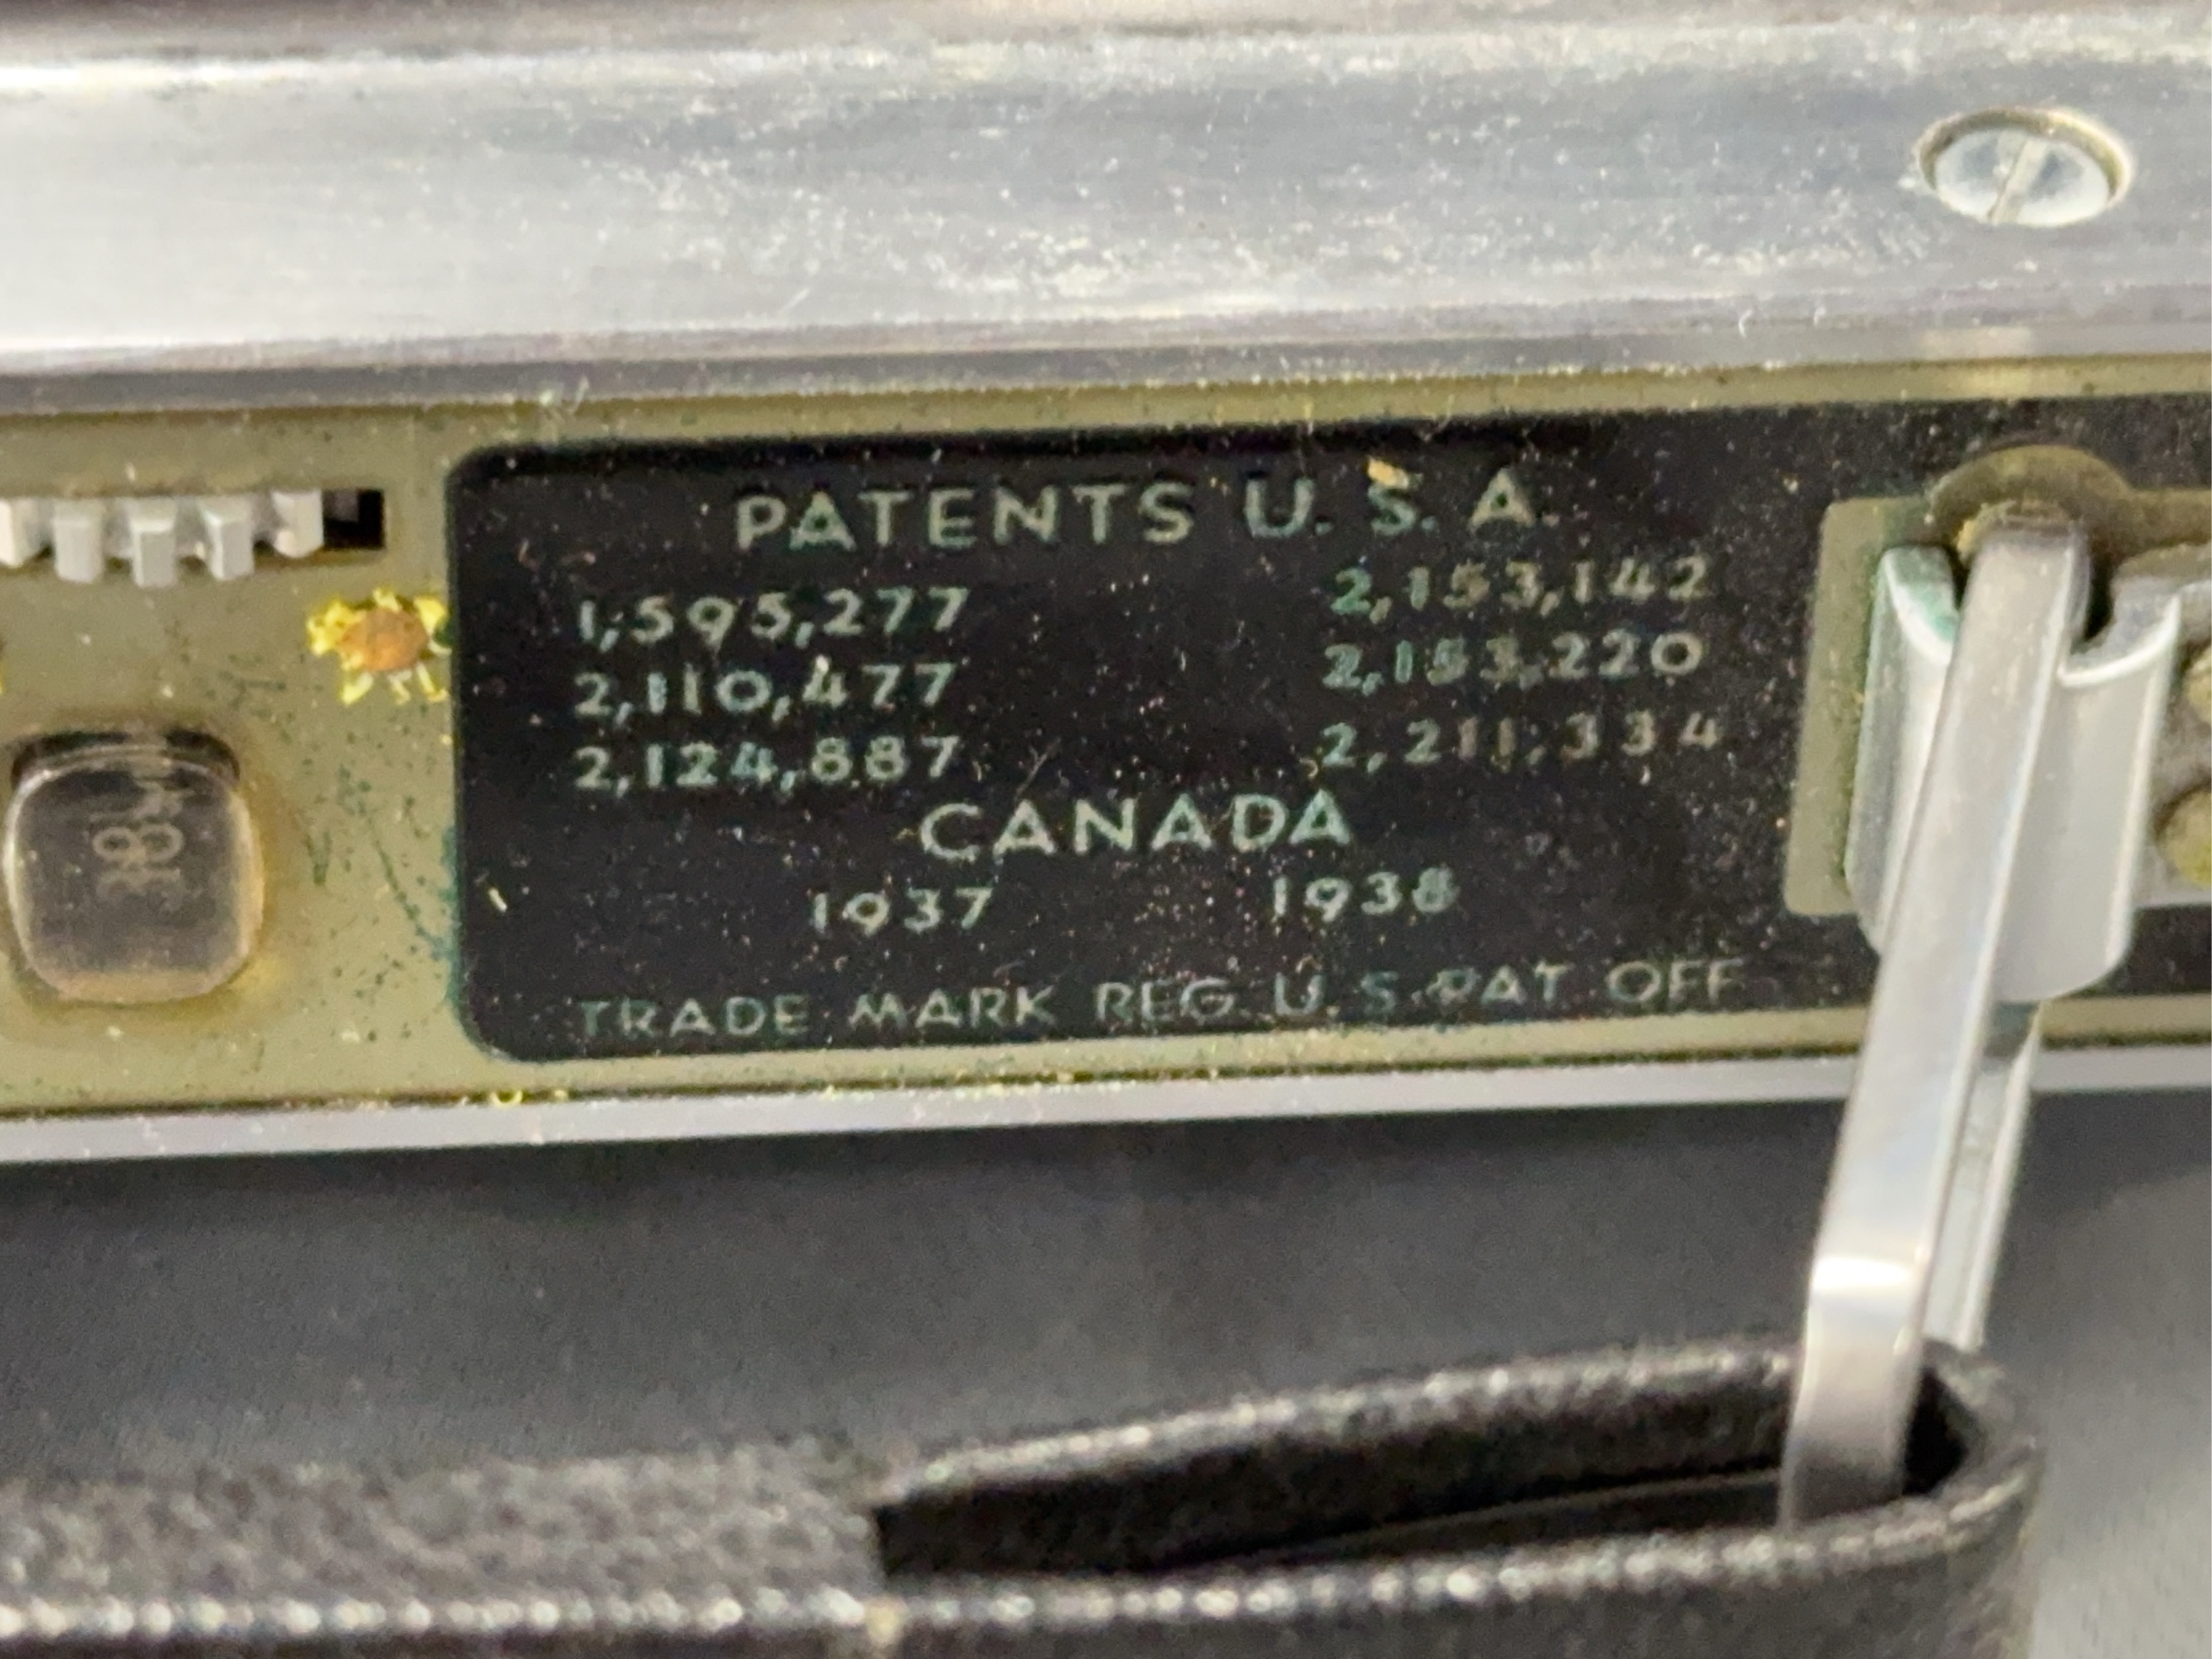 PATENTS U. S. A.
1,595,277 2,153,142
2,110,477 2,153,220
2,124,887 2,211,334
CANADA
1937 1938
TRADE MARK REG. U. S. PAT OFF